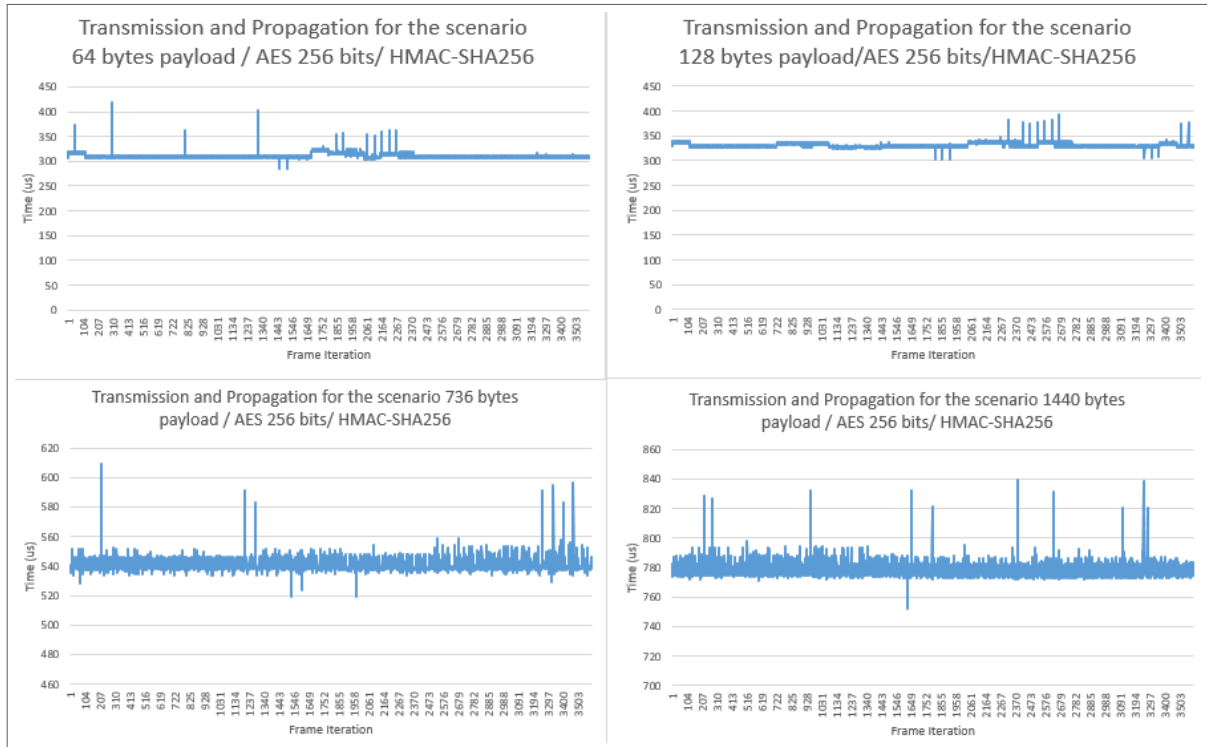 Transmission and Propagation for the scenario
64 bytes payload / AES 256 bits/ HMAC-SHA256
Time (us)
450
400
350
300
250
200
150
100
50
0
1 104 207 310 413 516 619 722 825 928 1031 1134 1237 1340 1443 1546 1649 1752 1855 1958 2061 2164 2267 2370 2473 2576 2679 2782 2885 2988 3091 3194 3297 3400 3503
Frame Iteration
Transmission and Propagation for the scenario
128 bytes payload/AES 256 bits/HMAC-SHA256
Time (us)
450
400
350
300
250
200
150
100
50
0
1 104 207 310 413 516 619 722 825 928 1031 1134 1237 1340 1443 1546 1649 1752 1855 1958 2061 2164 2267 2370 2473 2576 2679 2782 2885 2988 3091 3194 3297 3400 3503
Frame Iteration
Transmission and Propagation for the scenario 736 bytes
payload / AES 256 bits/ HMAC-SHA256
Time (us)
620
600
580
560
540
520
500
480
460
1 104 207 310 413 516 619 722 825 928 1031 1134 1237 1340 1443 1546 1649 1752 1855 1958 2061 2164 2267 2370 2473 2576 2679 2782 2885 2988 3091 3194 3297 3400 3503
Frame Iteration
Transmission and Propagation for the scenario 1440 bytes
payload / AES 256 bits/ HMAC-SHA256
Time (us)
860
840
820
800
780
760
740
720
700
1 104 207 310 413 516 619 722 825 928 1031 1134 1237 1340 1443 1546 1649 1752 1855 1958 2061 2164 2267 2370 2473 2576 2679 2782 2885 2988 3091 3194 3297 3400 3503
Frame Iteration